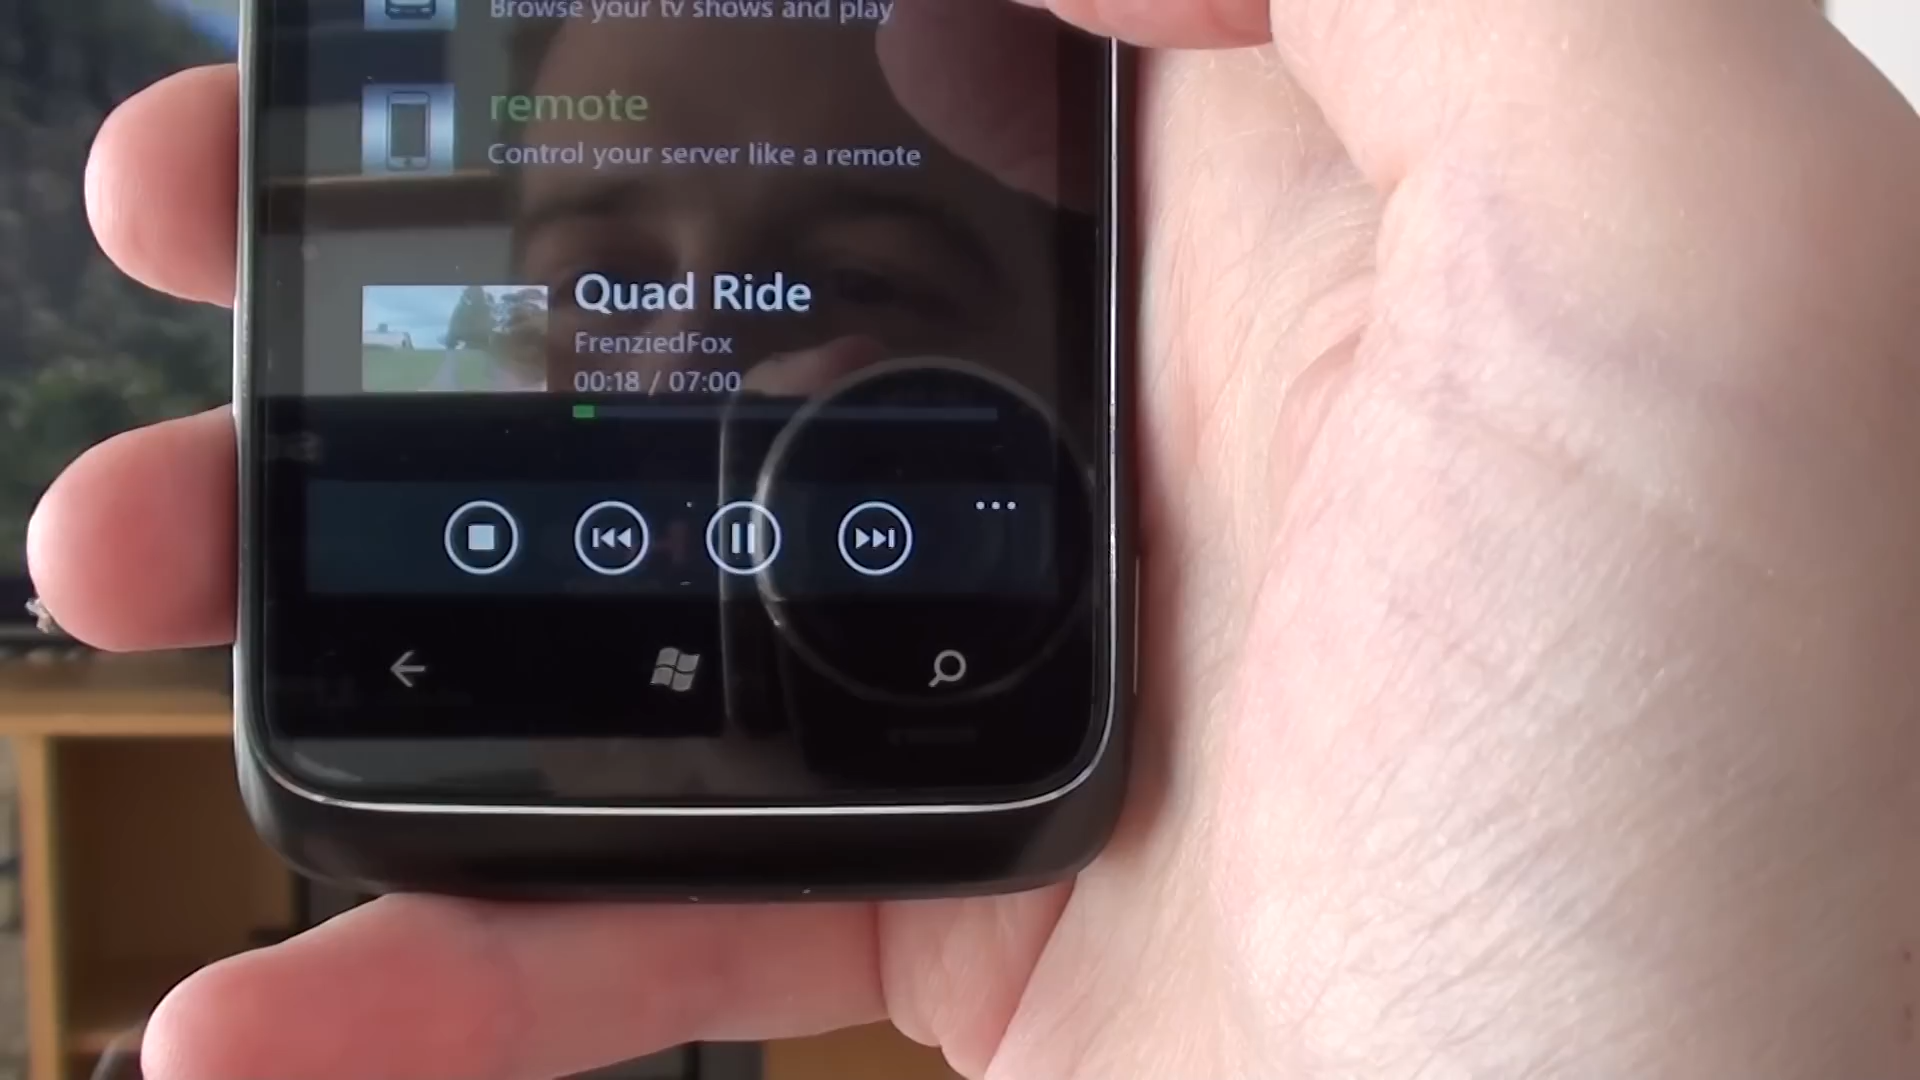 Browse your tv shows and play
remote
Control your server like a remote
Quad Ride
FrenziedFox
00:18 / 07:00